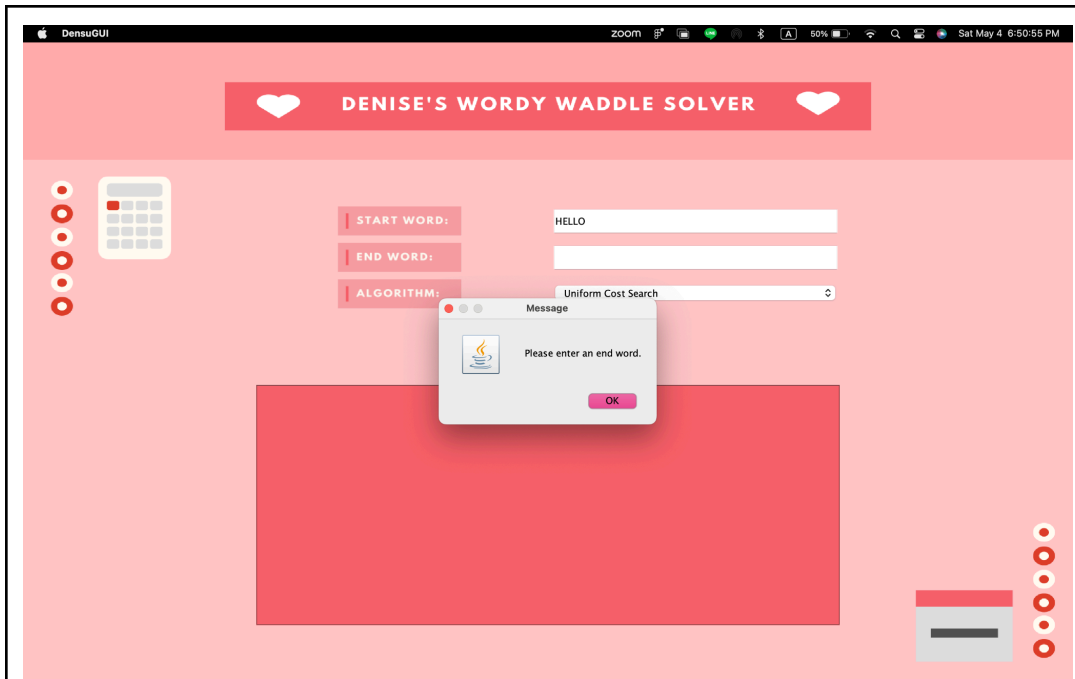 DensuGUI zoom A 50% Sat May 4 6:50:55 PM
DENISE'S WORDY WADDLE SOLVER
START WORD: HELLO
END WORD:
ALGORITHM: Uniform Cost Search
Message
Please enter an end word.
OK